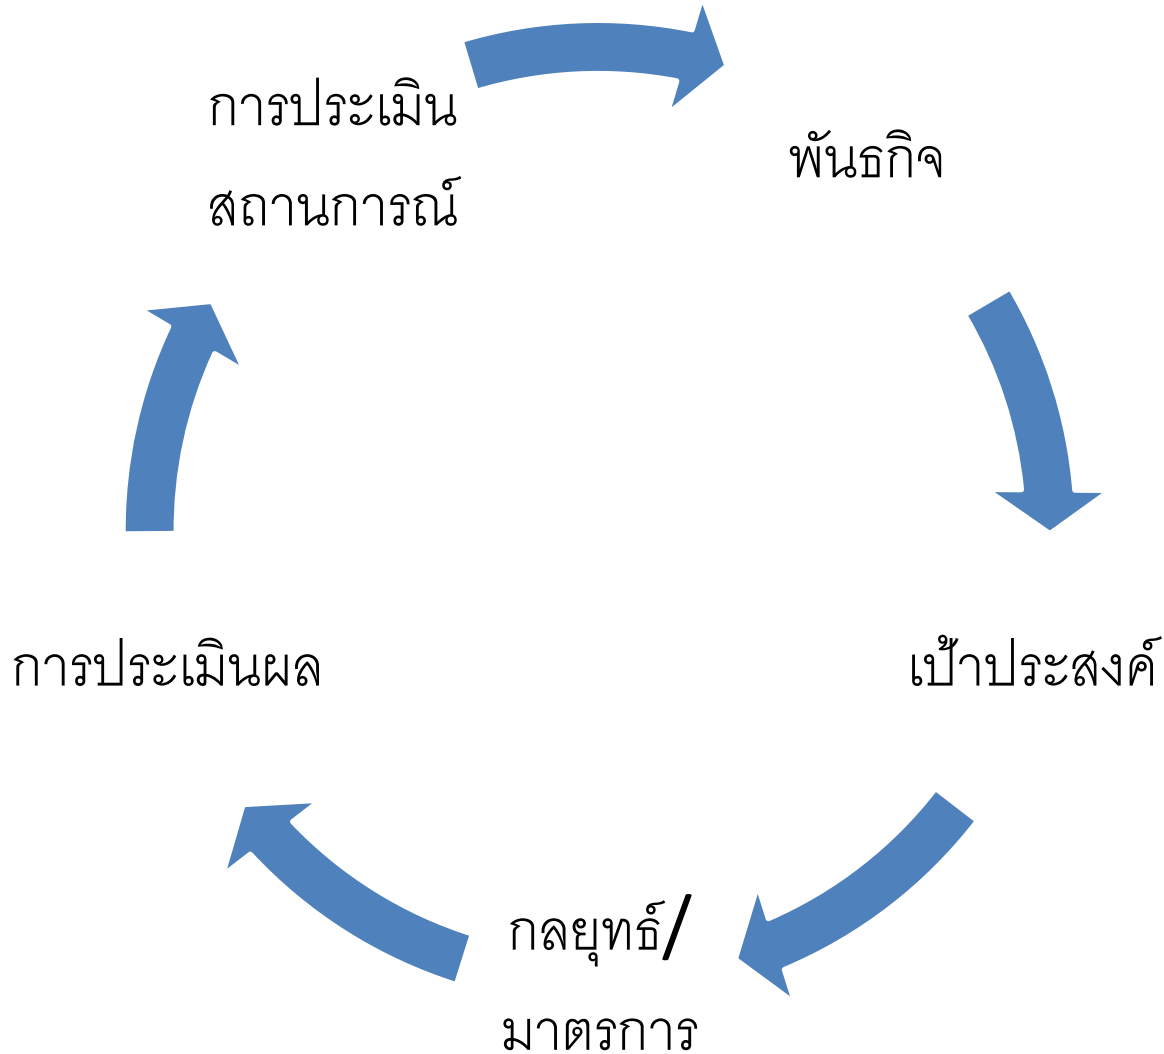 การประเมิน
สถานการณ์
พันธกิจ
เป้าประสงค์
กลยุทธ์/
มาตรการ
การประเมินผล